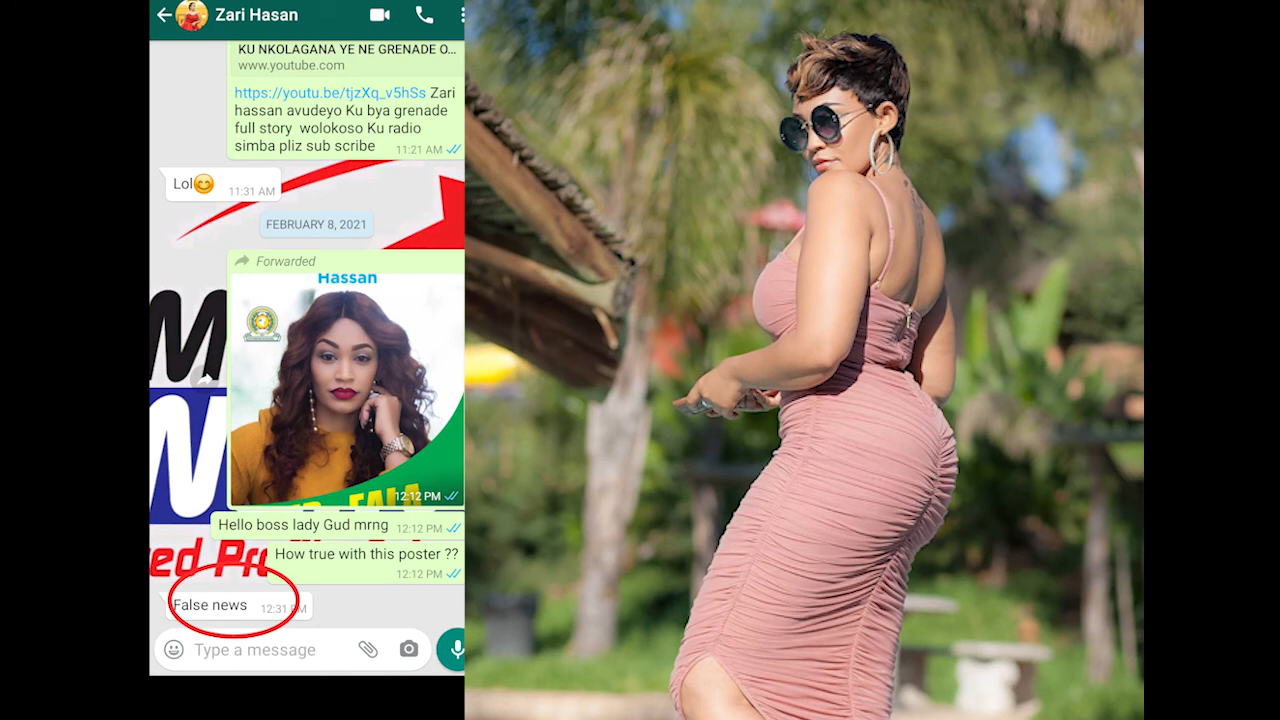 Zari Hasan
KU NKOLAGANA YE NE GRENADE O...
www.youtube.com
https://youtu.be/tjzXq_v5hSs Zari
hassan avudeyo Ku bya grenade
full story wolokoso Ku radio
simba pliz sub scribe 11:21 AM
Lol😊 11:31 AM
FEBRUARY 8, 2021
Forwarded
Hassan
12:12 PM
Hello boss lady Gud mrng 12:12 PM
How true with this poster ??
12:12 PM
False news 12:31 PM
Type a message